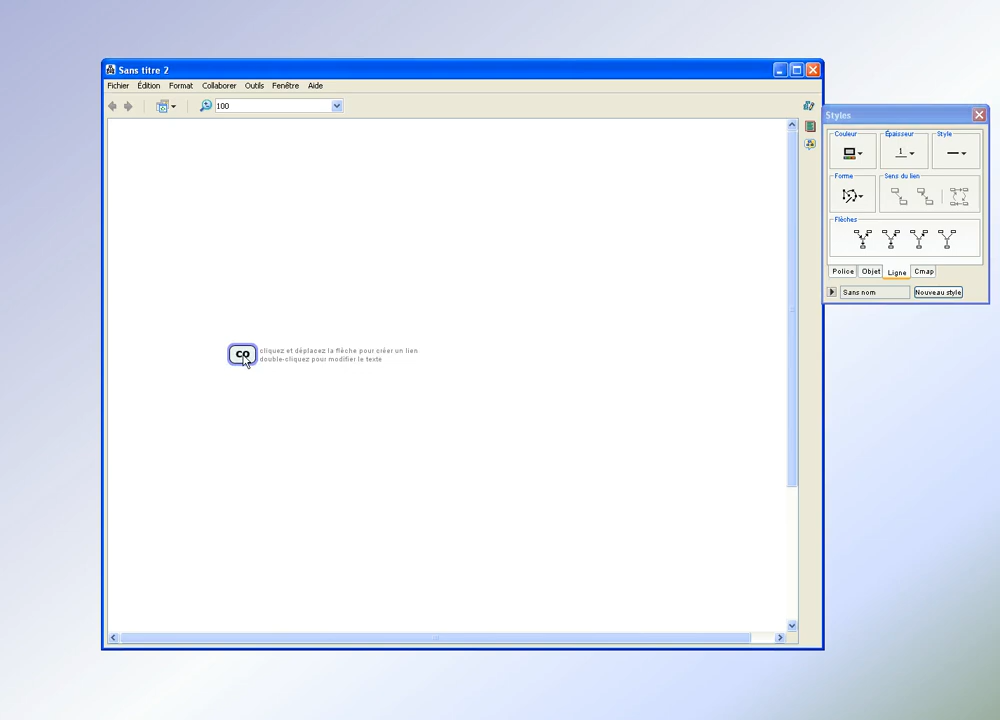 Sans titre 2
Fichier Édition Format Collaborer Outils Fenêtre Aide
100
Styles
Couleur Épaisseur Style
1
Forme Sens du lien
Flèches
Police Objet Ligne Cmap
Sans nom Nouveau style
co
cliquez et déplacez la flèche pour créer un lien
double-cliquez pour modifier le texte